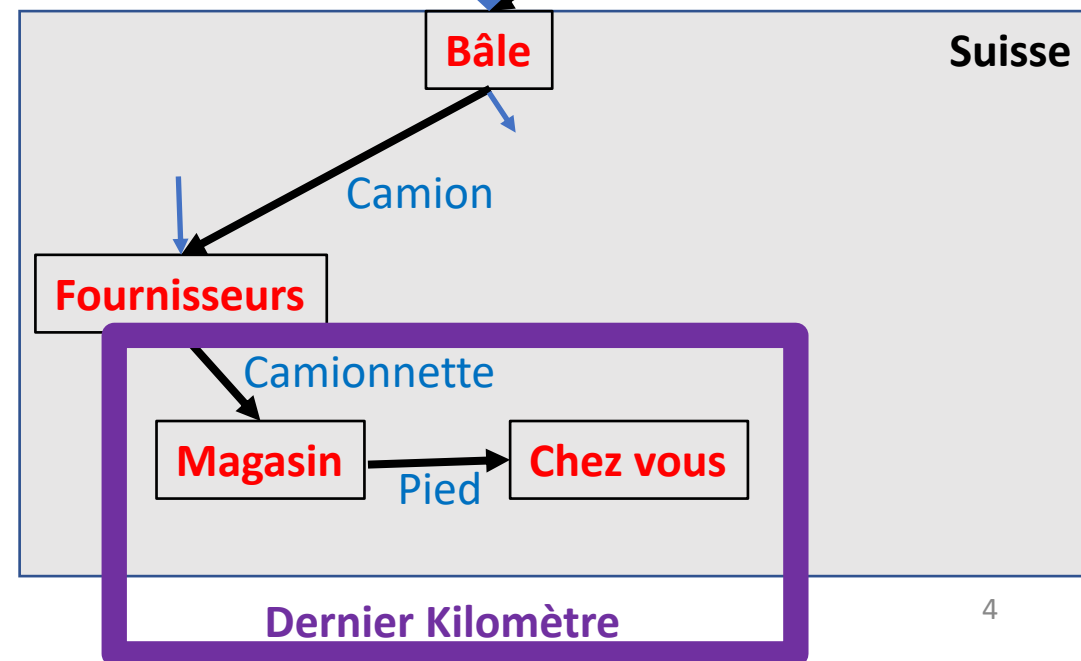 Bâle
Suisse
Camion
Fournisseurs
Camionnette
Magasin
Chez vous
Pied
Dernier Kilomètre
4